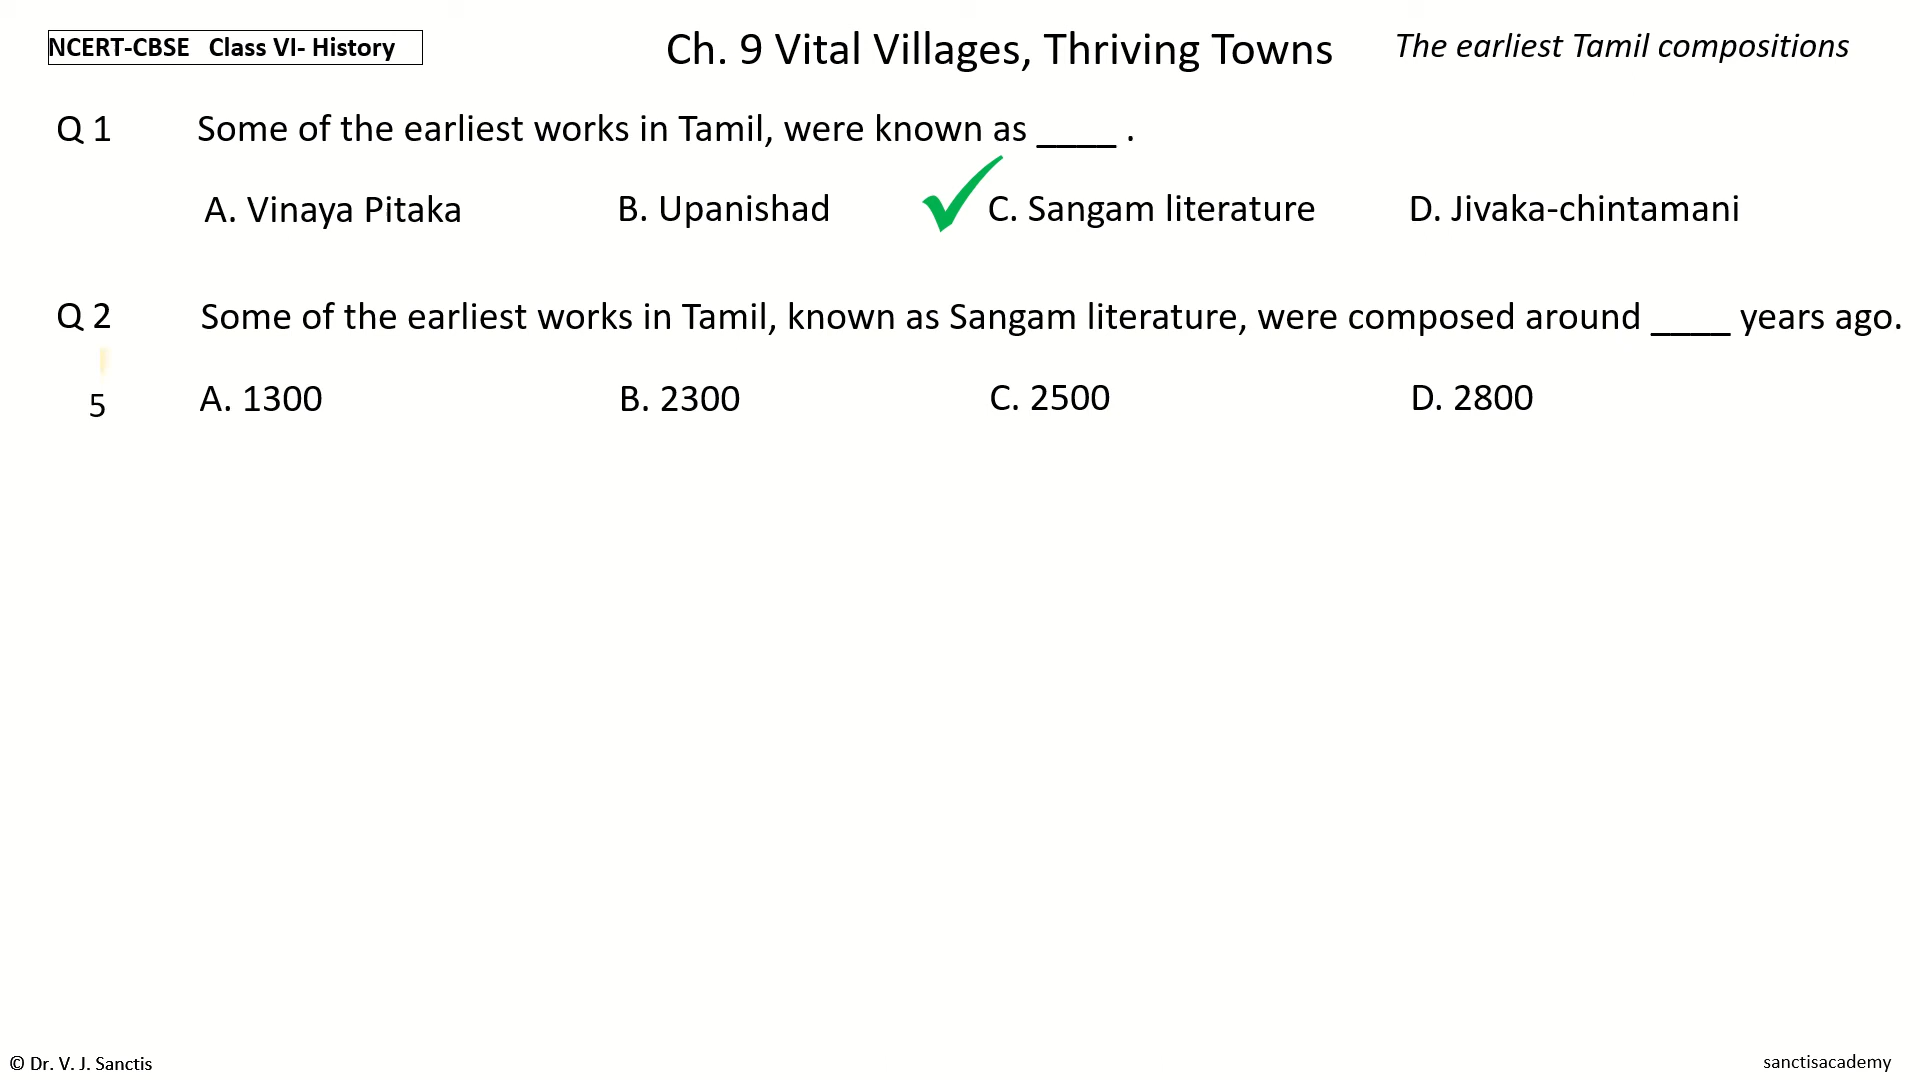 NCERT-CBSE Class VI- History
Ch. 9 Vital Villages, Thriving Towns
The earliest Tamil compositions
Q 1 Some of the earliest works in Tamil, were known as ____ .
A. Vinaya Pitaka B. Upanishad C. Sangam literature D. Jivaka-chintamani
Q 2 Some of the earliest works in Tamil, known as Sangam literature, were composed around ____ years ago.
5 A. 1300 B. 2300 C. 2500 D. 2800
© Dr. V. J. Sanctis
sanctisacademy